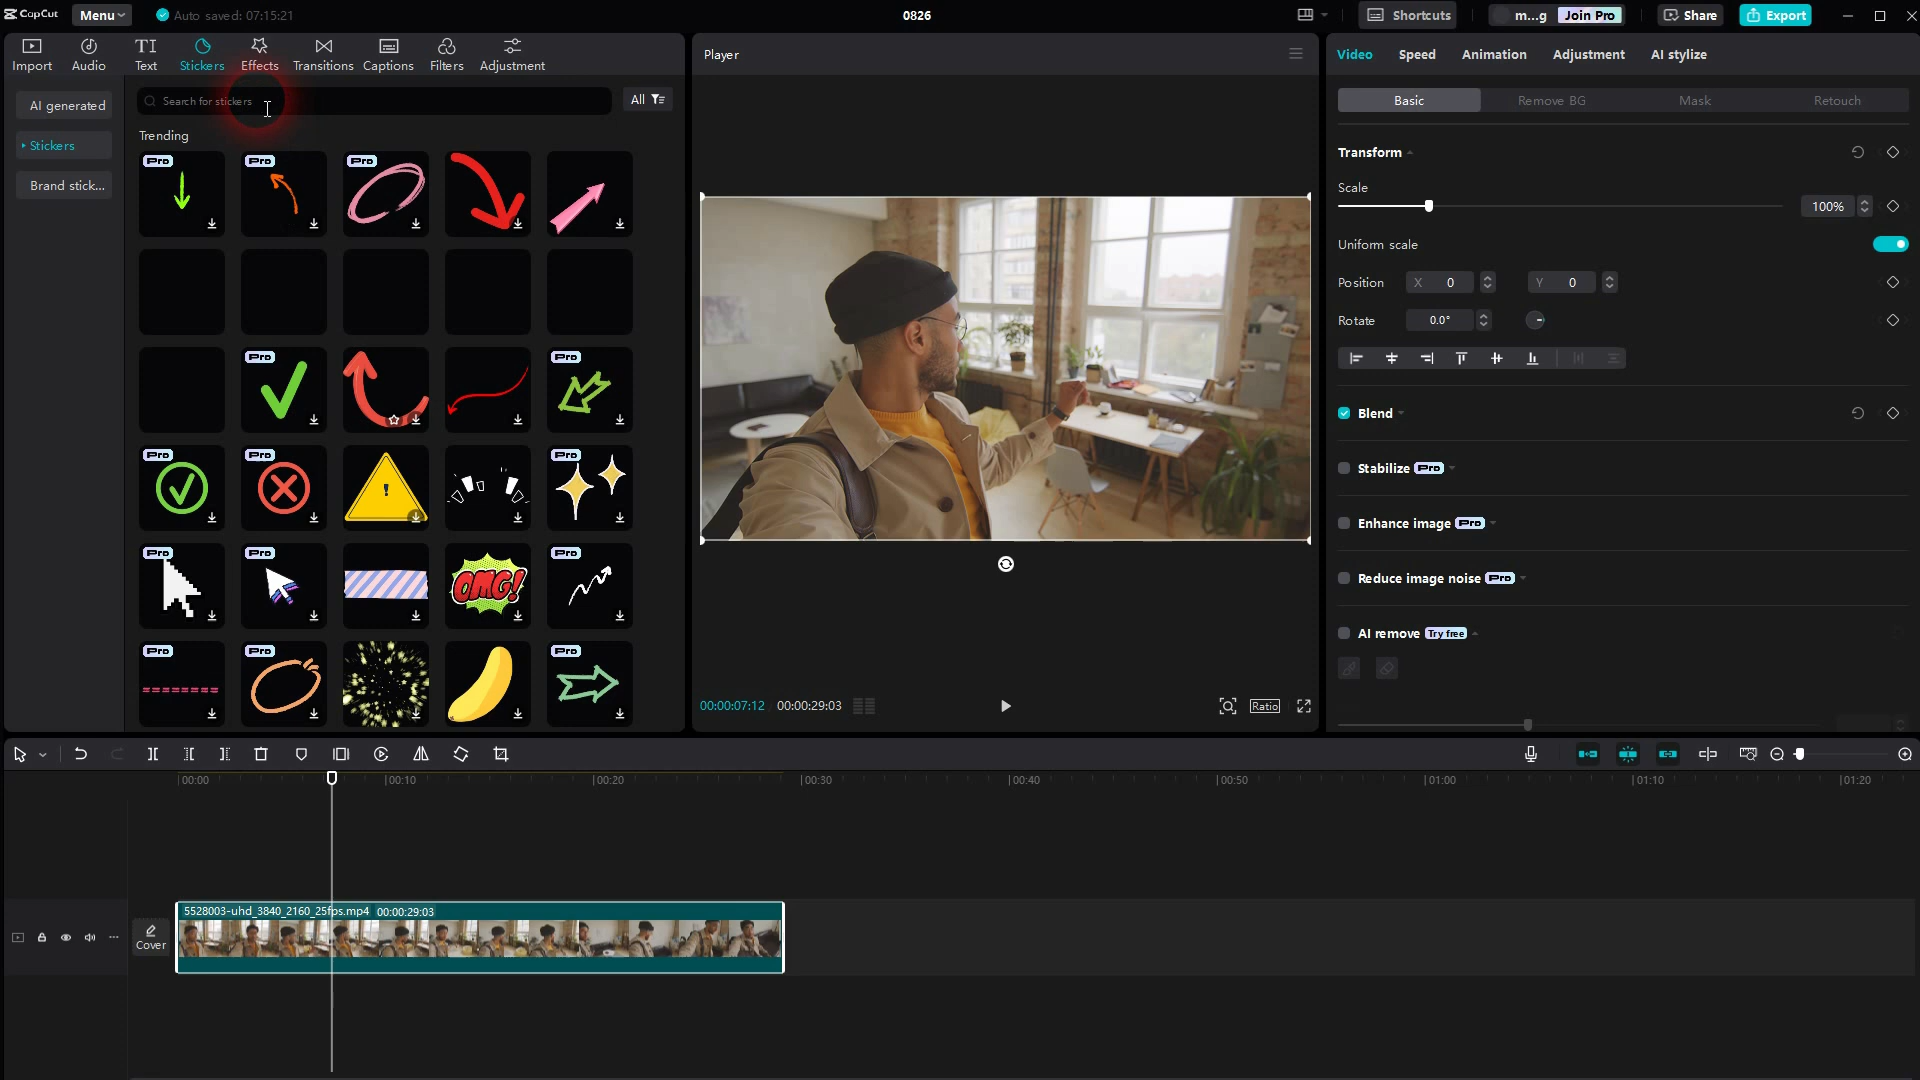 CapCut Menu Auto saved: 07:15:21 0826 Shortcuts m...g Join Pro Share Export
Import Audio Text Stickers Effects Transitions Captions Filters Adjustment
AI generated
Stickers
Brand stick...
Search for stickers All
Trending
Pro Pro Pro
Pro Pro
Pro Pro ! Pro
Pro Pro OMG! Pro
Pro Pro Pro
Player
00:00:07:12 00:00:29:03 Ratio
Video Speed Animation Adjustment AI stylize
Basic Remove BG Mask Retouch
Transform
Scale
100%
Uniform scale
Position X 0 Y 0
Rotate 0.0°
Blend
Stabilize Pro
Enhance image Pro
Reduce image noise Pro
AI remove Try free
00:00 00:10 00:20 00:30 00:40 00:50 01:00 01:10 01:20
Cover
5528003-uhd_3840_2160_25fps.mp4 00:00:29:03